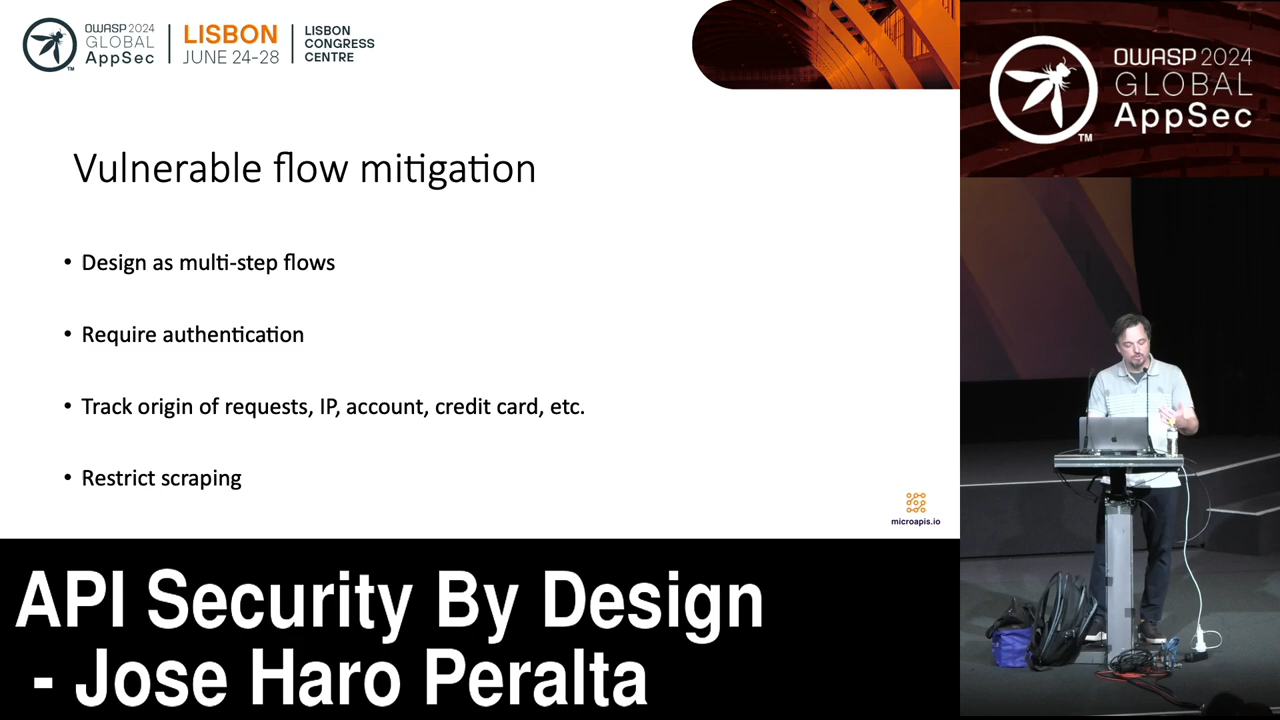 OWASP 2024
GLOBAL
AppSec
TM
LISBON
JUNE 24-28
LISBON
CONGRESS
CENTRE
Vulnerable flow mitigation
• Design as multi-step flows
• Require authentication
• Track origin of requests, IP, account, credit card, etc.
• Restrict scraping
microapis.io
API Security By Design
- Jose Haro Peralta
OWASP 2024
GLOBAL
AppSec
TM